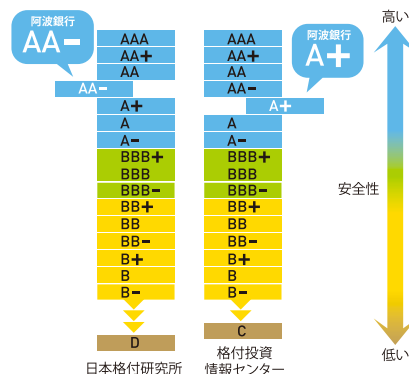 高い
阿波銀行
AA−
阿波銀行
A+
AAA
AA+
AA
AA−
A+
A
A−
BBB+
BBB
BBB−
BB+
BB
BB−
B+
B
B−
D
日本格付研究所
AAA
AA+
AA
AA−
A+
A
A−
BBB+
BBB
BBB−
BB+
BB
BB−
B+
B
B−
C
格付投資
情報センター
安全性
低い